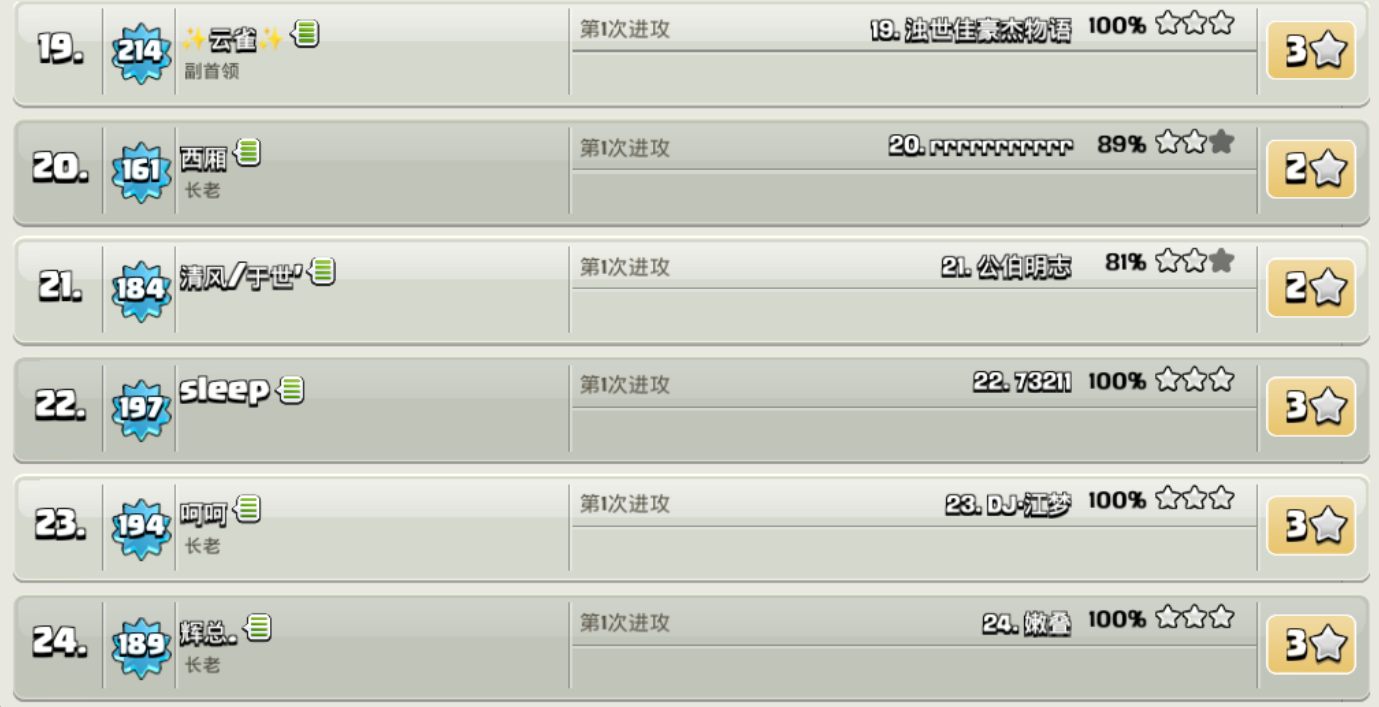 19. 214 ✨云雀✨ 第1次进攻 19. 浊世佳豪杰物语 100% 3
副首领
20. 161 西厢 第1次进攻 20. rrrrrrrrrrr 89% 2
长老
21. 184 清风/于世' 第1次进攻 21. 公伯明志 81% 2
22. 197 sleep 第1次进攻 22. 73211 100% 3
23. 194 呵呵 第1次进攻 23. DJ·江梦 100% 3
长老
24. 189 辉总。 第1次进攻 24. 嫩叠 100% 3
长老